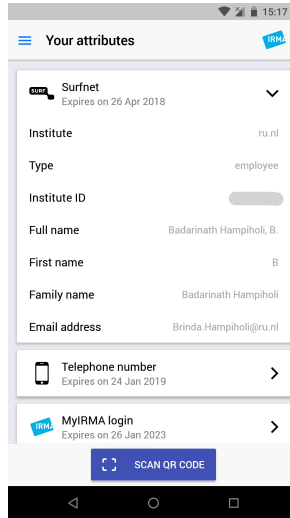 15:17
Your attributes
IRMA
SURF
Surfnet
Expires on 26 Apr 2018
Institute
ru.nl
Type
employee
Institute ID
Full name
Badarinath Hampiholi, B.
First name
B
Family name
Badarinath Hampiholi
Email address
Brinda.Hampiholi@ru.nl
Telephone number
Expires on 24 Jan 2019
IRMA
MyIRMA login
Expires on 26 Jan 2023
SCAN QR CODE